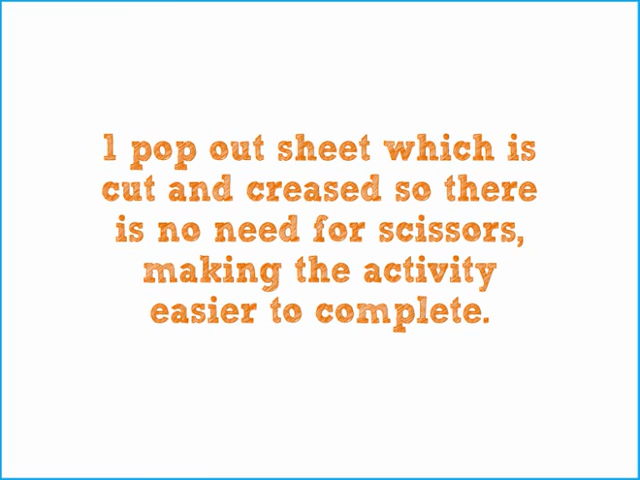 1 pop out sheet which is
cut and creased so there
is no need for scissors,
making the activity
easier to complete.